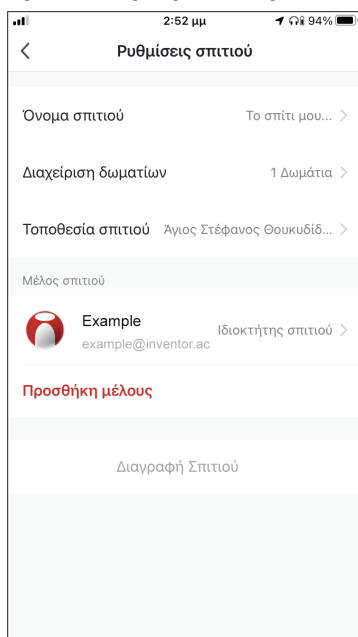 2:52 μμ 94%
Ρυθμίσεις σπιτιού
Όνομα σπιτιού Το σπίτι μου...
Διαχείριση δωματίων 1 Δωμάτια
Τοποθεσία σπιτιού Άγιος Στέφανος Θουκυδίδ...
Μέλος σπιτιού
Example
Ιδιοκτήτης σπιτιού
example@inventor.ac
Προσθήκη μέλους
Διαγραφή Σπιτιού